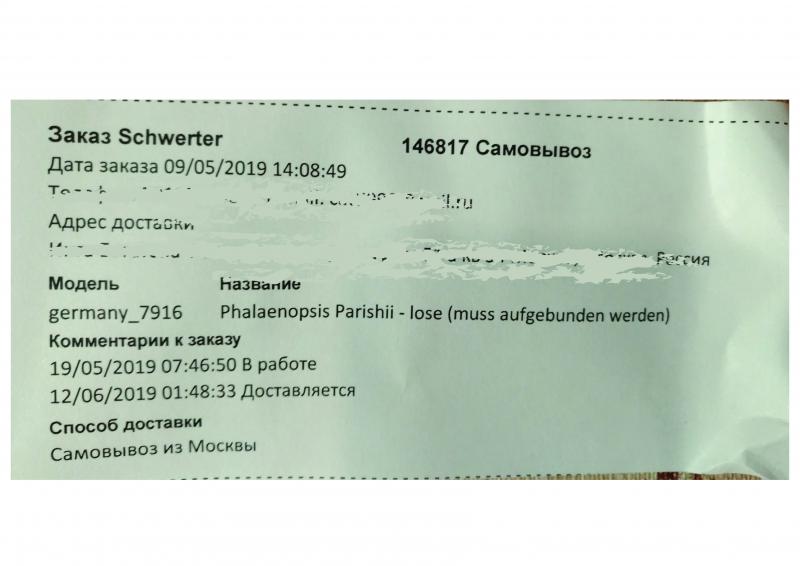 Заказ Schwerter
146817 Самовывоз
Дата заказа 09/05/2019 14:08:49
Адрес доставки
Россия
Модель Название
germany_7916 Phalaenopsis Parishii - lose (muss aufgebunden werden)
Комментарии к заказу
19/05/2019 07:46:50 В работе
12/06/2019 01:48:33 Доставляется
Способ доставки
Самовывоз из Москвы